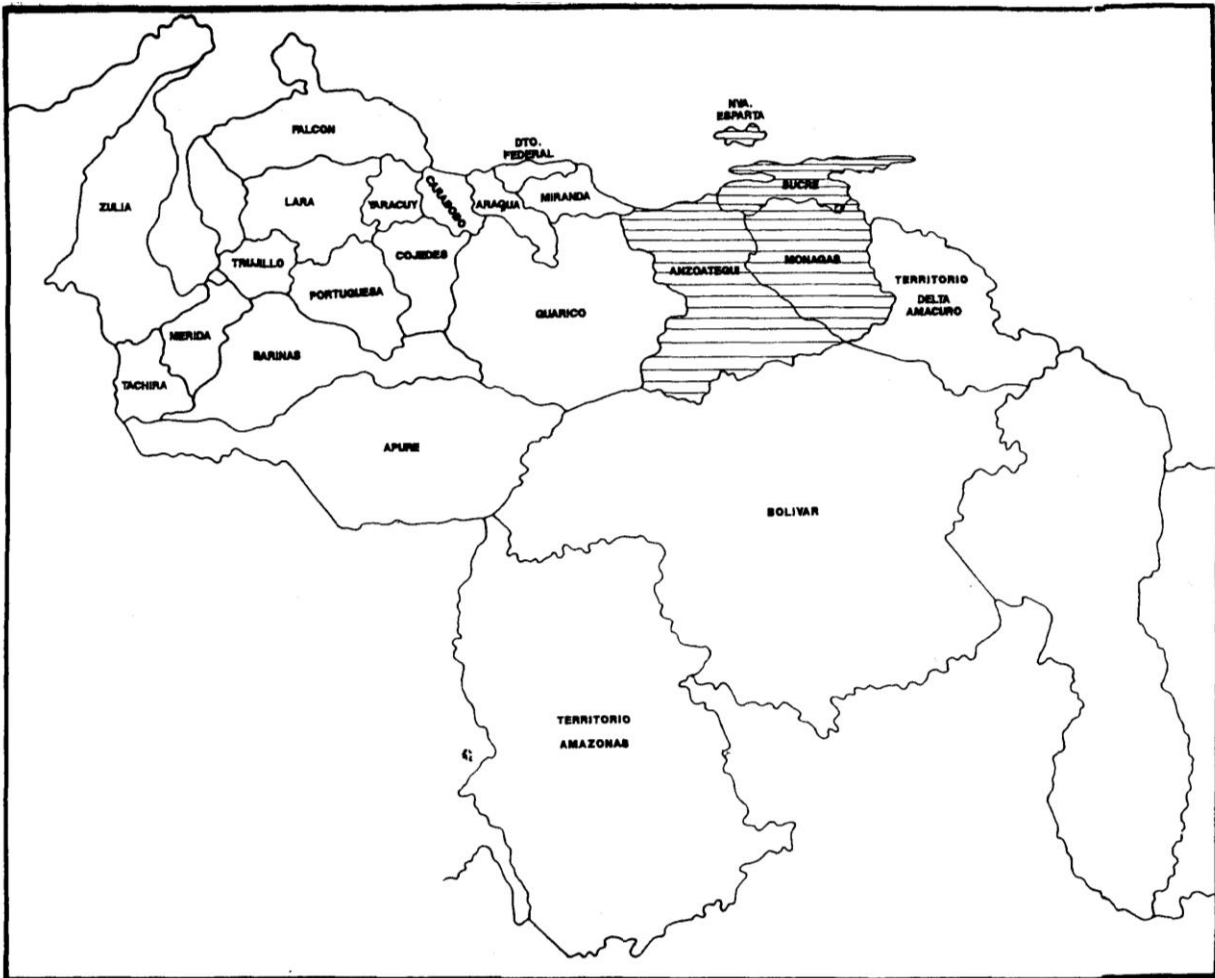 NVA.
ESPARTA
FALCON
DTO.
FEDERAL
SUCRE
ZULIA
LARA
YARACUY
CARABOBO
ARAGUA
MIRANDA
TRUJILLO
COJEDES
ANZOATEGUI
MONAGAS
PORTUGUESA
TERRITORIO
DELTA
AMACURO
GUARICO
MERIDA
BARINAS
TACHIRA
APURE
BOLIVAR
TERRITORIO
AMAZONAS